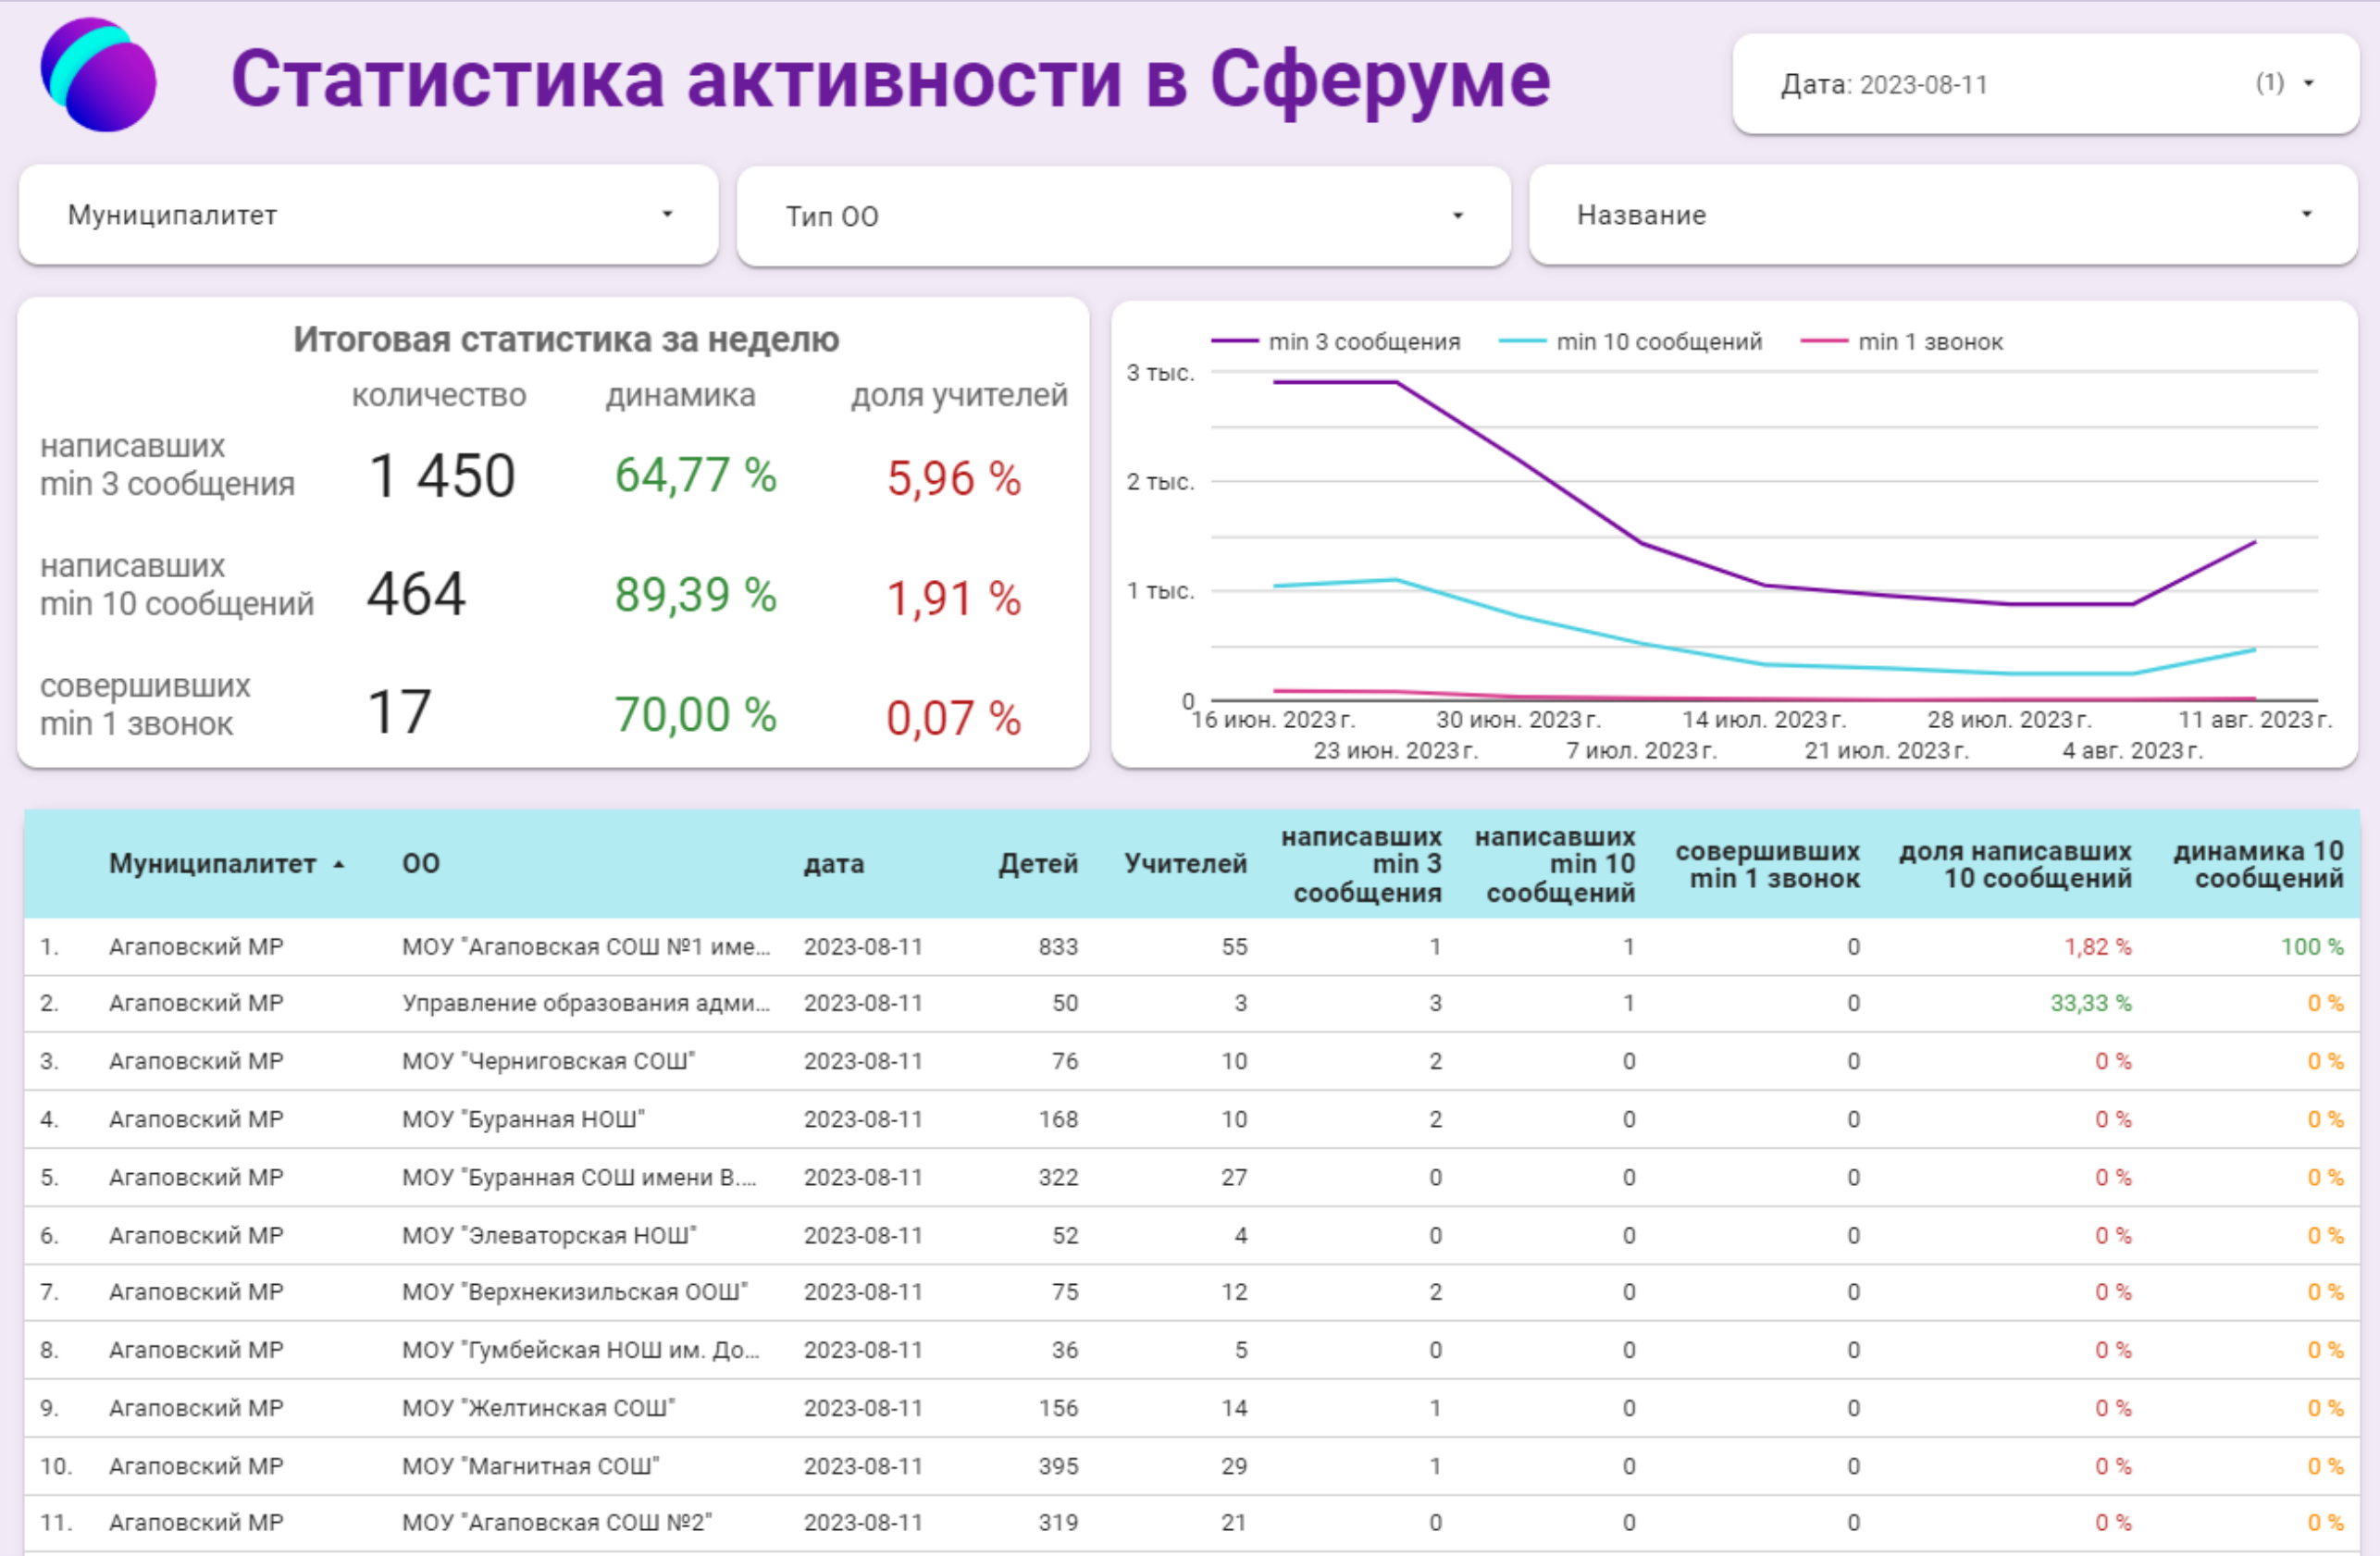 Статистика активности в Сферуме
Дата: 2023-08-11 (1)
Муниципалитет
Тип ОО
Название
Итоговая статистика за неделю
количество динамика доля учителей
написавших
min 3 сообщения 1 450 64,77 % 5,96 %
написавших
min 10 сообщений 464 89,39 % 1,91 %
совершивших
min 1 звонок 17 70,00 % 0,07 %
min 3 сообщения min 10 сообщений min 1 звонок
3 тыс.
2 тыс.
1 тыс.
0
16 июн. 2023 г. 30 июн. 2023 г. 14 июл. 2023 г. 28 июл. 2023 г. 11 авг. 2023 г.
23 июн. 2023 г. 7 июл. 2023 г. 21 июл. 2023 г. 4 авг. 2023 г.
Муниципалитет ОО дата Детей Учителей написавших min 3 сообщения написавших min 10 сообщений совершивших min 1 звонок доля написавших 10 сообщений динамика 10 сообщений
1. Агаповский МР МОУ "Агаповская СОШ №1 име... 2023-08-11 833 55 1 1 0 1,82 % 100 %
2. Агаповский МР Управление образования адми... 2023-08-11 50 3 3 1 0 33,33 % 0 %
3. Агаповский МР МОУ "Черниговская СОШ" 2023-08-11 76 10 2 0 0 0 % 0 %
4. Агаповский МР МОУ "Буранная НОШ" 2023-08-11 168 10 2 0 0 0 % 0 %
5. Агаповский МР МОУ "Буранная СОШ имени В.... 2023-08-11 322 27 0 0 0 0 % 0 %
6. Агаповский МР МОУ "Элеваторская НОШ" 2023-08-11 52 4 0 0 0 0 % 0 %
7. Агаповский МР МОУ "Верхнекизильская ООШ" 2023-08-11 75 12 2 0 0 0 % 0 %
8. Агаповский МР МОУ "Гумбейская НОШ им. До... 2023-08-11 36 5 0 0 0 0 % 0 %
9. Агаповский МР МОУ "Желтинская СОШ" 2023-08-11 156 14 1 0 0 0 % 0 %
10. Агаповский МР МОУ "Магнитная СОШ" 2023-08-11 395 29 1 0 0 0 % 0 %
11. Агаповский МР МОУ "Агаповская СОШ №2" 2023-08-11 319 21 0 0 0 0 % 0 %